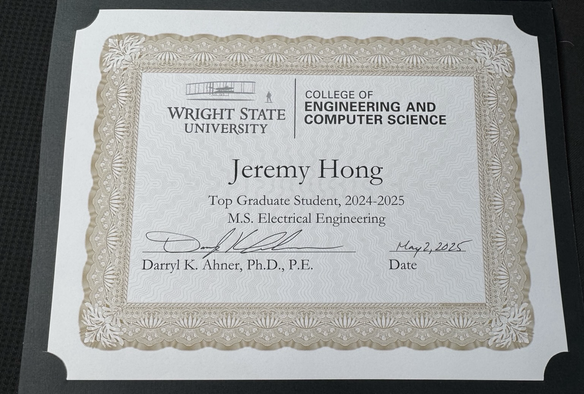 WRIGHT STATE
UNIVERSITY
COLLEGE OF
ENGINEERING AND
COMPUTER SCIENCE
Jeremy Hong
Top Graduate Student, 2024-2025
M.S. Electrical Engineering
May 2, 2025
Darryl K. Ahner, Ph.D., P.E.
Date